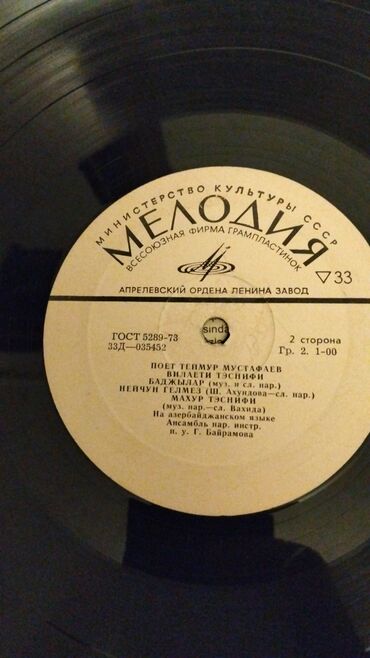 МИНИСТЕРСТВО КУЛЬТУРЫ СССР
МЕЛОДИЯ
ВСЕСОЮЗНАЯ ФИРМА ГРАМПЛАСТИНОК
▽33
АПРЕЛЕВСКИЙ ОРДЕНА ЛЕНИНА ЗАВОД
ГОСТ 5289-73
33Д—035452
sinda
2 сторона
Гр. 2. 1-00
ПОЕТ ТЕЙМУР МУСТАФАЕВ
ВИЛАЕТИ ТЭСНИФИ
БАДЖЫЛАР (муз. и сл. нар.)
НЕЙЧУН ГЕЛМЕЗ (Ш. Ахундова—сл. нар.)
МАХУР ТЭСНИФИ
(муз. нар.—сл. Вахида)
На азербайджанском языке
Ансамбль нар. инстр.
п. у. Г. Байрамова